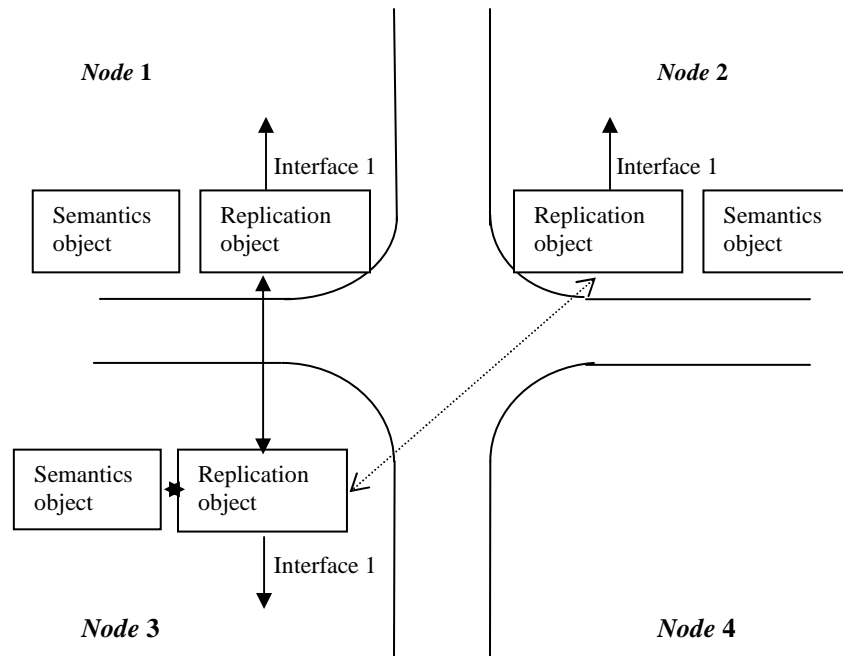 Node 1
Node 2
Interface 1
Interface 1
Semantics
object
Replication
object
Replication
object
Semantics
object
Semantics
object
Replication
object
Interface 1
Node 3
Node 4